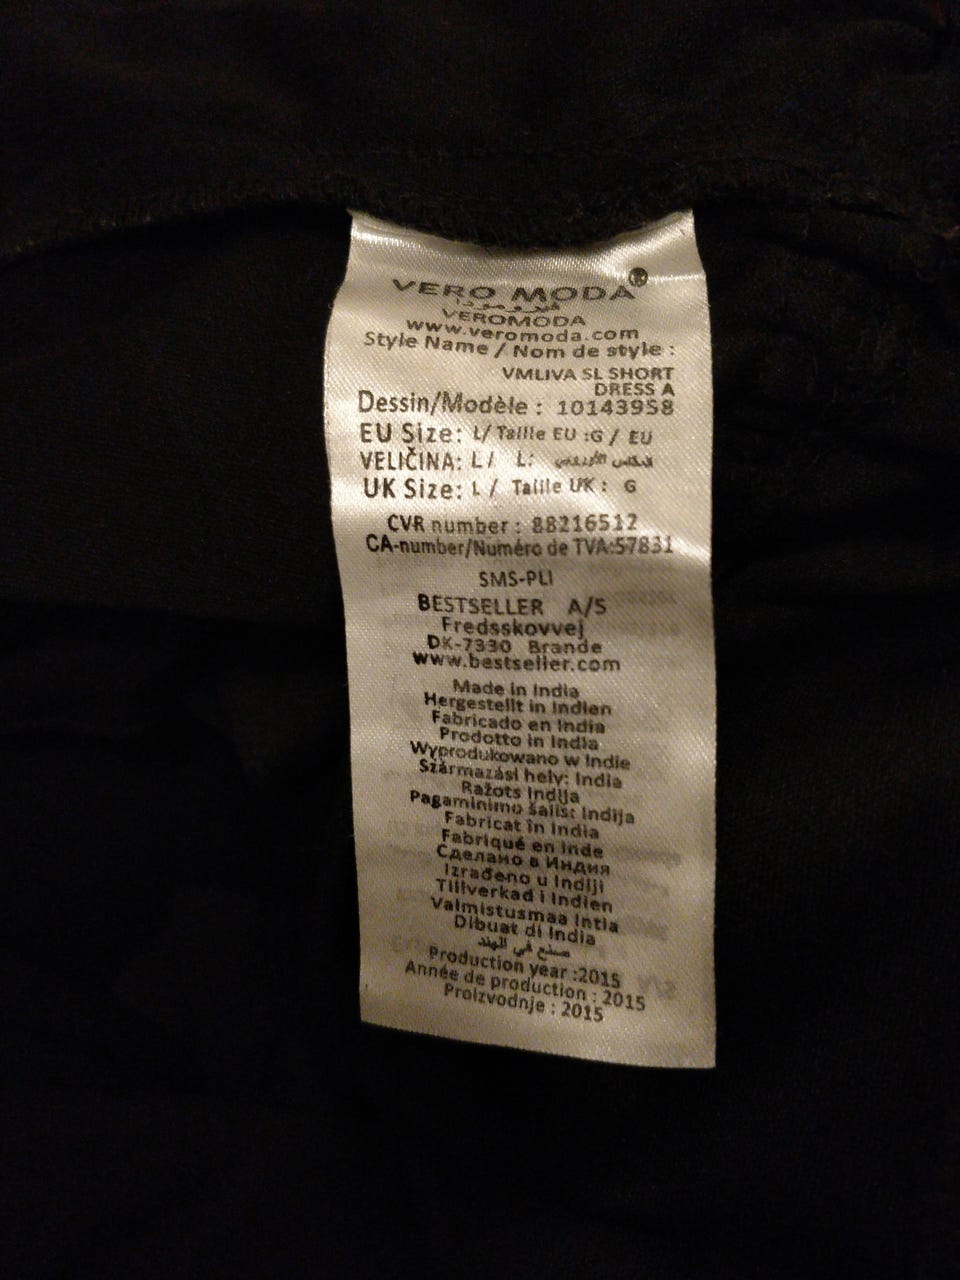 VERO MODA®
فيرو مودا
VEROMODA
www.veromoda.com
Style Name / Nom de style :
VMLIVA SL SHORT
DRESS A
Dessin/Modèle : 10143958
EU Size: L/ Taille EU :G / EU
VELIČINA: L/ L:
UK Size: L / Taille UK : G
CVR number : 88216512
CA-number/Numéro de TVA:57831
SMS-PLI
BESTSELLER A/S
Fredsskovvej
DK-7330 Brande
www.bestseller.com
Made in India
Hergestellt in Indien
Fabricado en India
Prodotto in India
Wyprodukowano w Indie
Származási hely: India
Ražots Indija
Pagaminimo šalis: Indija
Fabricat în India
Fabriqué en Inde
Сделано в Индия
Izrađeno u Indiji
Tillverkad i Indien
Valmistusmaa Intia
Dibuat di India
صنع في الهند
Production year :2015
Année de production : 2015
Proizvodnje : 2015